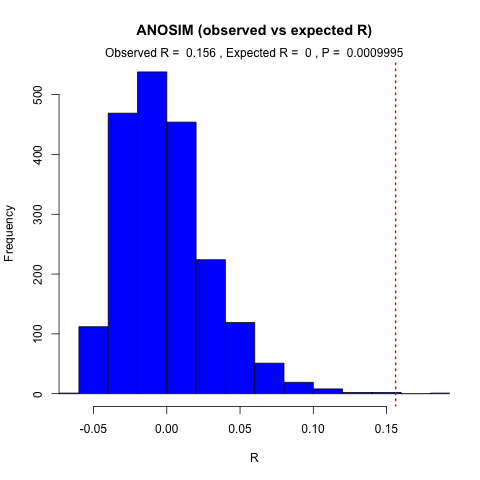 ANOSIM (observed vs expected R)
Observed R =  0.156 , Expected R =  0 , P =  0.0009995
Frequency
500
400
300
200
100
0
-0.05 0.00 0.05 0.10 0.15
R